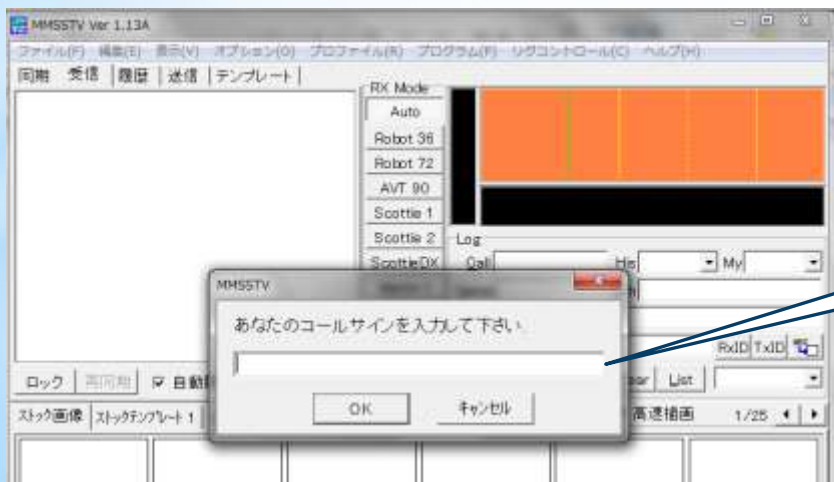 MMSSTV Ver 1.13A
ファイル(F) 編集(E) 表示(V) オプション(O) プロファイル(R) プログラム(P) リグコントロール(C) ヘルプ(H)
同期 受信 履歴 送信 テンプレート
RX Mode
Auto
Robot 36
Robot 72
AVT 90
Scottie 1
Scottie 2
ScottieDX
Log
Call His My
MMSSTV
あなたのコールサインを入力して下さい
OK キャンセル
RxID TxID
ロック 再同期 自動
List
ストック画像 ストックテンプレート 1
高速描画 1/25